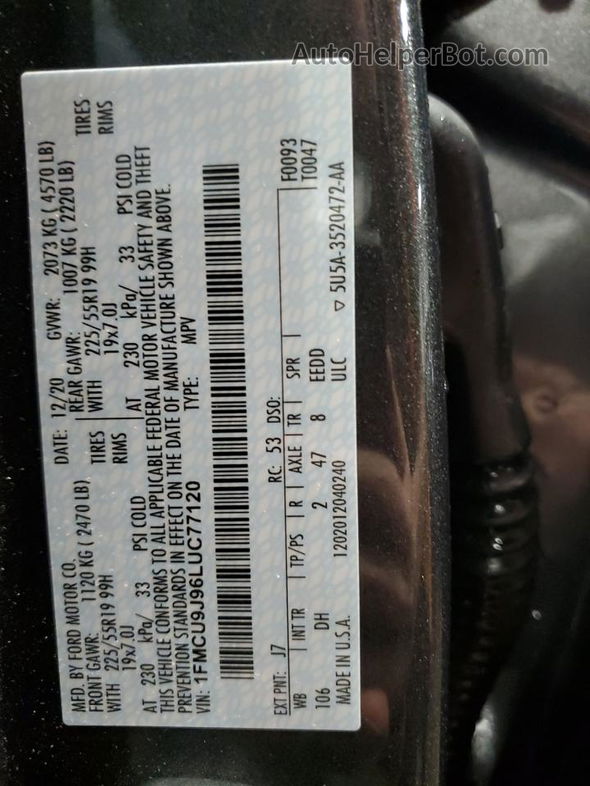 AutoHelperBot.com
MFD. BY FORD MOTOR CO. DATE: 12/20 GVWR: 2073 KG ( 4570 LB)
FRONT GAWR: 1120 KG ( 2470 LB) REAR GAWR: 1007 KG ( 2220 LB)
WITH 225/55R19 99H TIRES WITH 225/55R19 99H TIRES
19x7.0J RIMS 19x7.0J RIMS
AT 230 kPa/ 33 PSI COLD AT 230 kPa/ 33 PSI COLD
THIS VEHICLE CONFORMS TO ALL APPLICABLE FEDERAL MOTOR VEHICLE SAFETY AND THEFT
PREVENTION STANDARDS IN EFFECT ON THE DATE OF MANUFACTURE SHOWN ABOVE.
VIN: 1FMCU9J96LUC77120 TYPE: MPV
EXT PNT: J7 RC: 53 DSO: F0093
WB INT TR TP/PS R AXLE TR SPR T0047
106 DH 2 47 8 EEDD
MADE IN U.S.A. 1202012040240 ULC ▽ 5U5A-3520472-AA